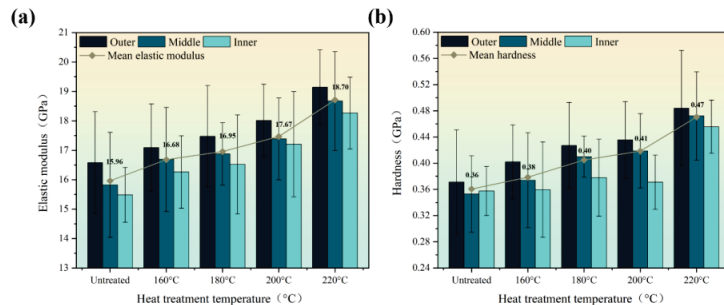 (a)
Outer Middle Inner
Mean elastic modulus
Elastic modulus（GPa）
21
20
19
18
17
16
15
14
13
15.96
16.68
16.95
17.67
18.70
Untreated 160°C 180°C 200°C 220°C
Heat treatment temperature（°C）
(b)
Outer Middle Inner
Mean hardness
Hardness（GPa）
0.60
0.56
0.52
0.48
0.44
0.40
0.36
0.32
0.28
0.24
0.36
0.38
0.40
0.41
0.47
Untreated 160°C 180°C 200°C 220°C
Heat treatment temperature（°C）